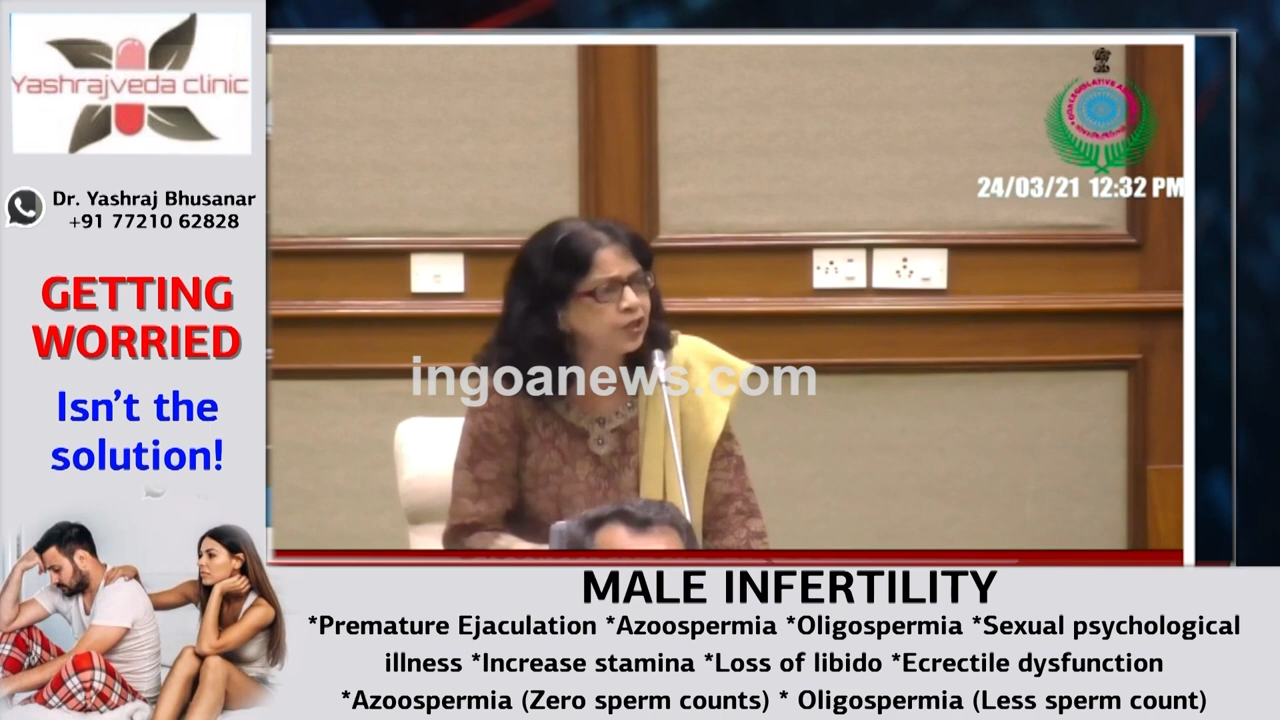 Yashrajveda clinic
Dr. Yashraj Bhusanar
+91 77210 62828
GETTING
WORRIED
Isn't the
solution!
24/03/21 12:32 PM
ingoanews.com
MALE INFERTILITY
*Premature Ejaculation *Azoospermia *Oligospermia *Sexual psychological
illness *Increase stamina *Loss of libido *Ecrectile dysfunction
*Azoospermia (Zero sperm counts) * Oligospermia (Less sperm count)